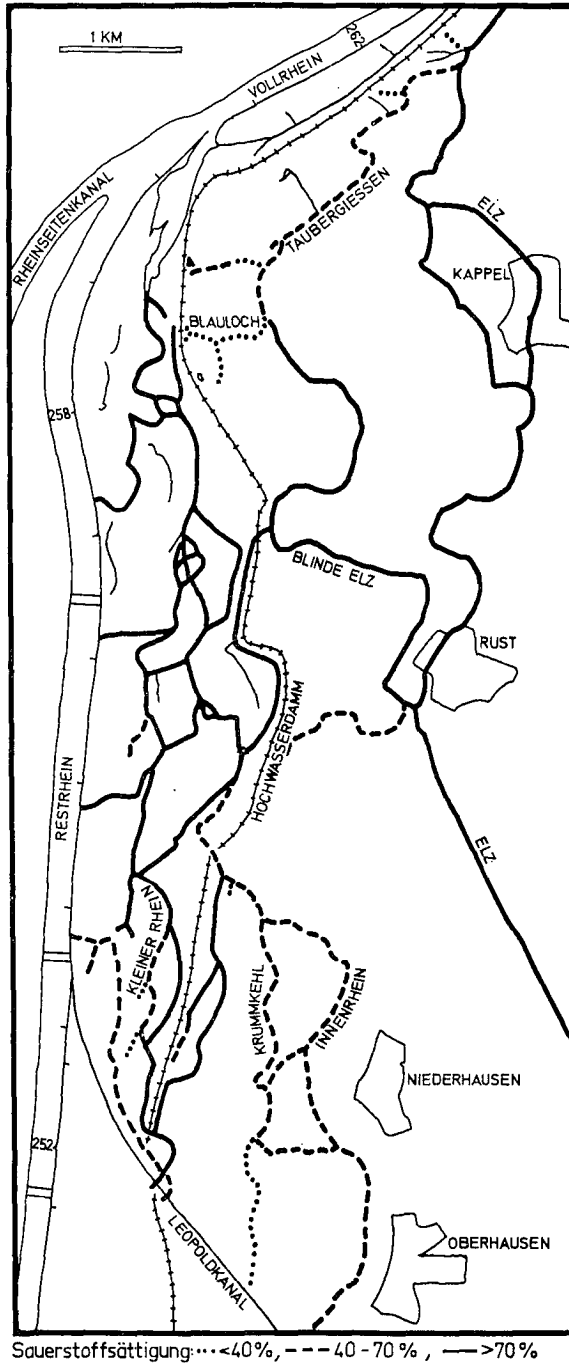 1 KM
262
VOLLRHEIN
RHEINSEITENKANAL
TAUBERGIESSEN
ELZ
KAPPEL
BLAULOCH
258
BLINDE ELZ
RUST
HOCHWASSERDAMM
RESTRHEIN
ELZ
KLEINER RHEIN
KRUMMKEHL
INNENRHEIN
NIEDERHAUSEN
252
LEOPOLDKANAL
OBERHAUSEN
Sauerstoffsättigung:•••<40%, --- 40-70%, — >70%